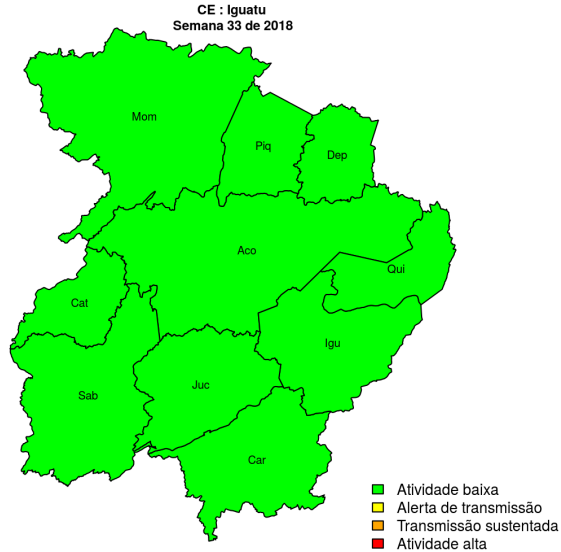 CE : Iguatu
Semana 33 de 2018
Mom
Piq
Dep
Aco
Qui
Cat
Igu
Juc
Sab
Car
Atividade baixa
Alerta de transmissão
Transmissão sustentada
Atividade alta